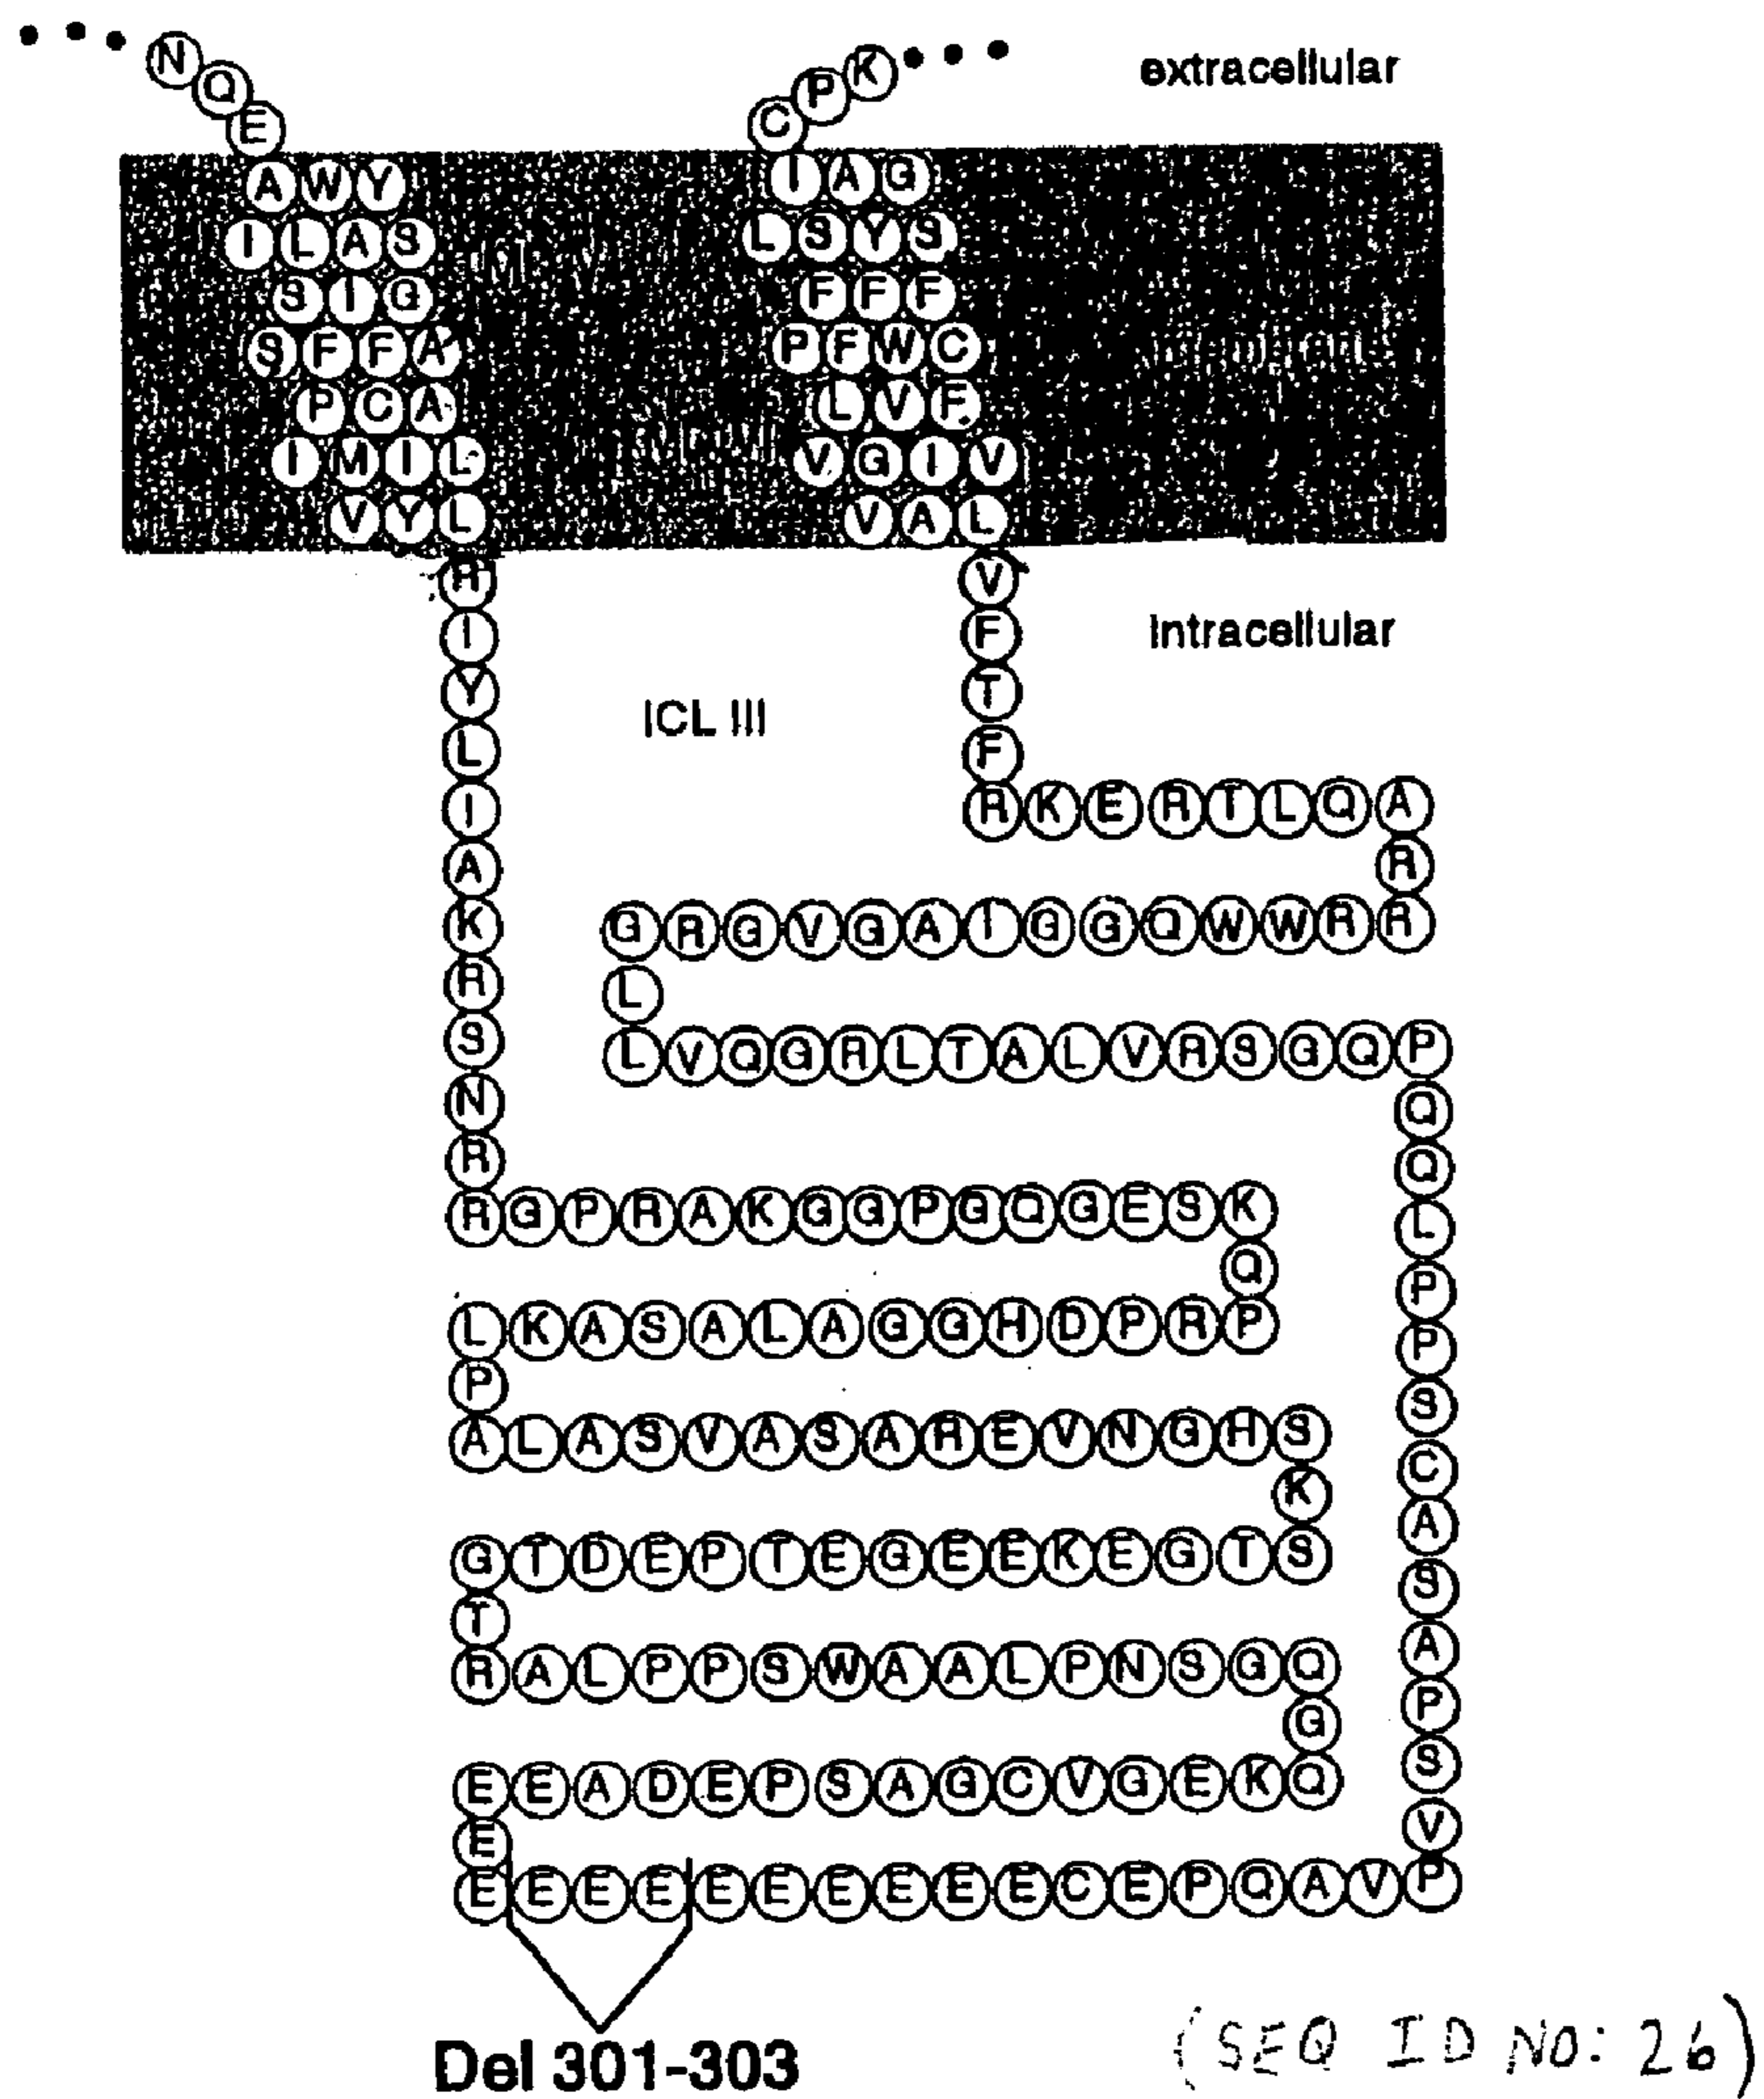 N
Q
E
C P K
extracellular
A W Y
I A G
I L A S
L S Y S
S I G
F F F
S F F A
P F W C
P C A
L V F
I M I L
V G I V
V Y L
V A L
R
V
I
F
Intracellular
Y
T
ICL III
L
F
I
R K E R T L Q A
A
R
K
G R G V G A I G G Q W W R R
R
L
S
L V Q G R L T A L V R S G Q P
N
Q
R
Q
R G P R A K G G P G Q G E S K
L
Q
P
L K A S A L A G G H D P R P
P
P
S
A L A S V A S A R E V N G H S
C
K
A
G T D E P T E G E E K E G T S
S
T
A
R A L P P S W A A L P N S G Q
P
G
S
E E A D E P S A G C V G E K Q
E
V
E E E E E E E E E E C E P Q A V P
Del 301-303
(SEQ ID NO: 26)